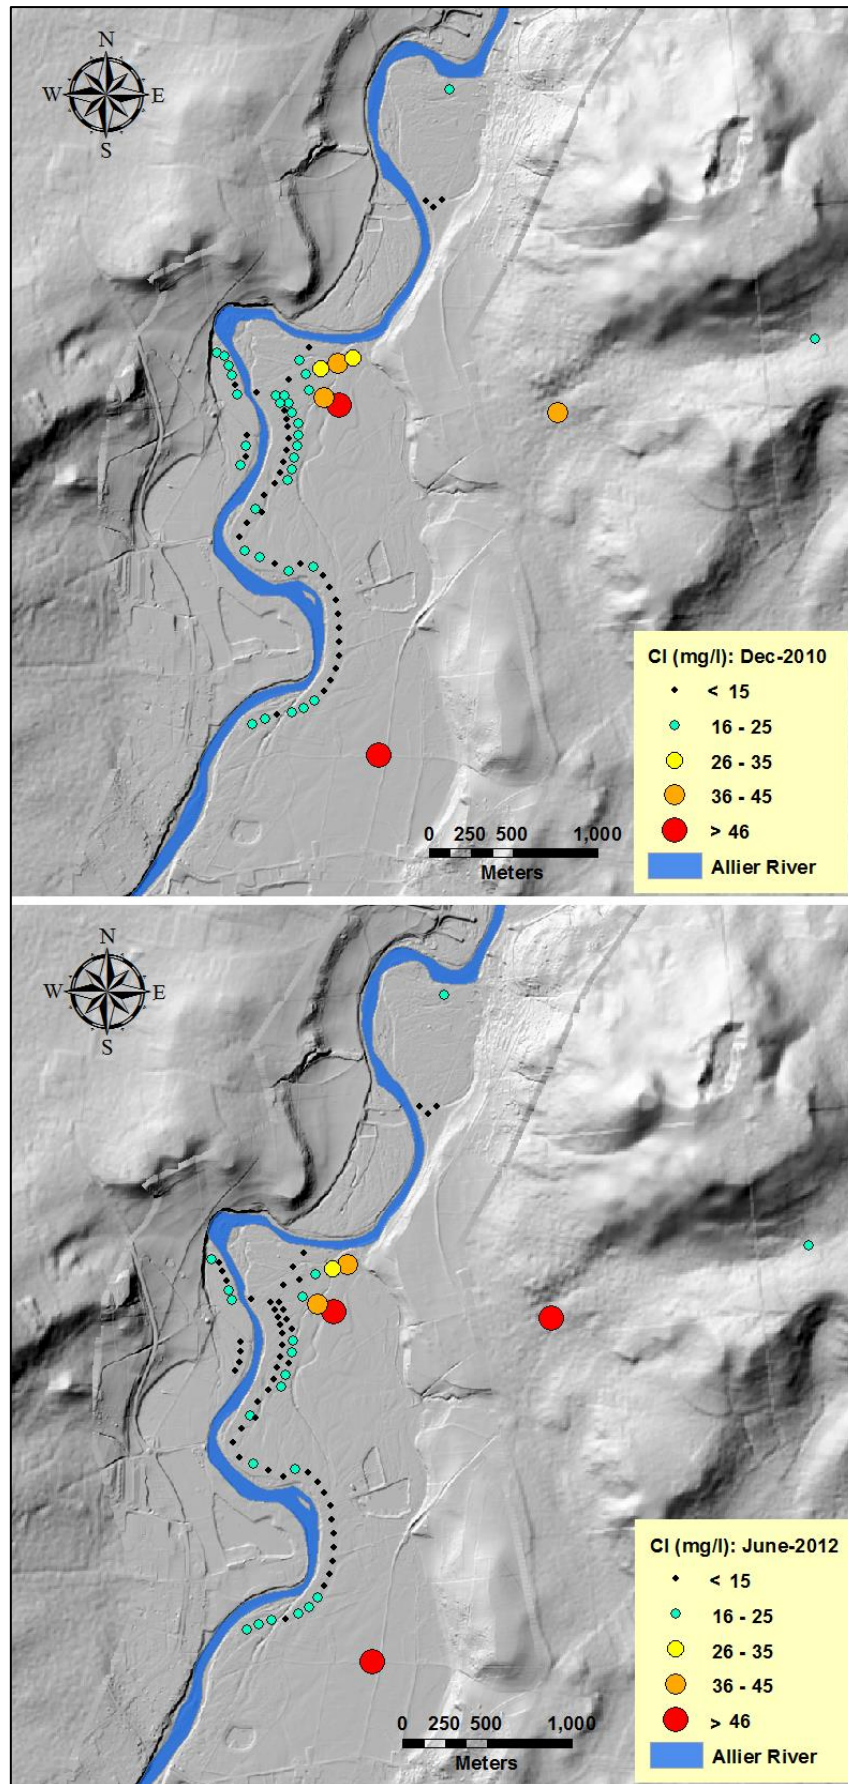 N
W E
S
Cl (mg/l): Dec-2010
< 15
16 - 25
26 - 35
36 - 45
> 46
Allier River
0 250 500 1,000
Meters
N
W E
S
Cl (mg/l): June-2012
< 15
16 - 25
26 - 35
36 - 45
> 46
Allier River
0 250 500 1,000
Meters